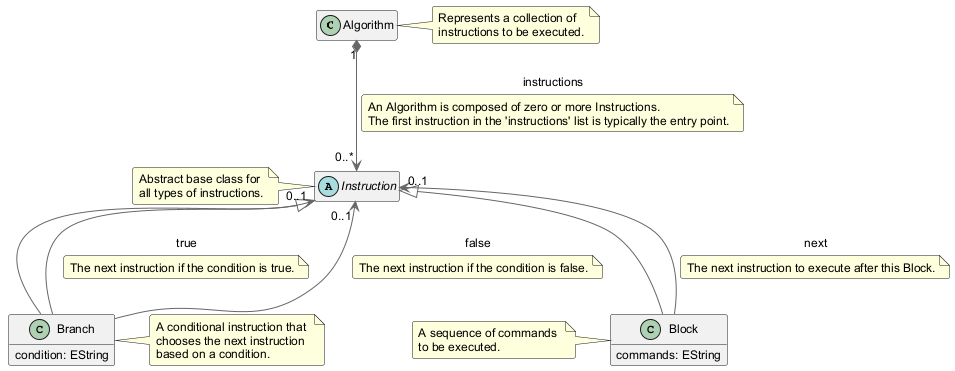 C Algorithm
Represents a collection of
instructions to be executed.
1
instructions
An Algorithm is composed of zero or more Instructions.
The first instruction in the 'instructions' list is typically the entry point.
0..*
Abstract base class for
all types of instructions.
A Instruction
0..1
0..1
0..1
true
The next instruction if the condition is true.
false
The next instruction if the condition is false.
next
The next instruction to execute after this Block.
C Branch
condition: EString
A conditional instruction that
chooses the next instruction
based on a condition.
A sequence of commands
to be executed.
C Block
commands: EString